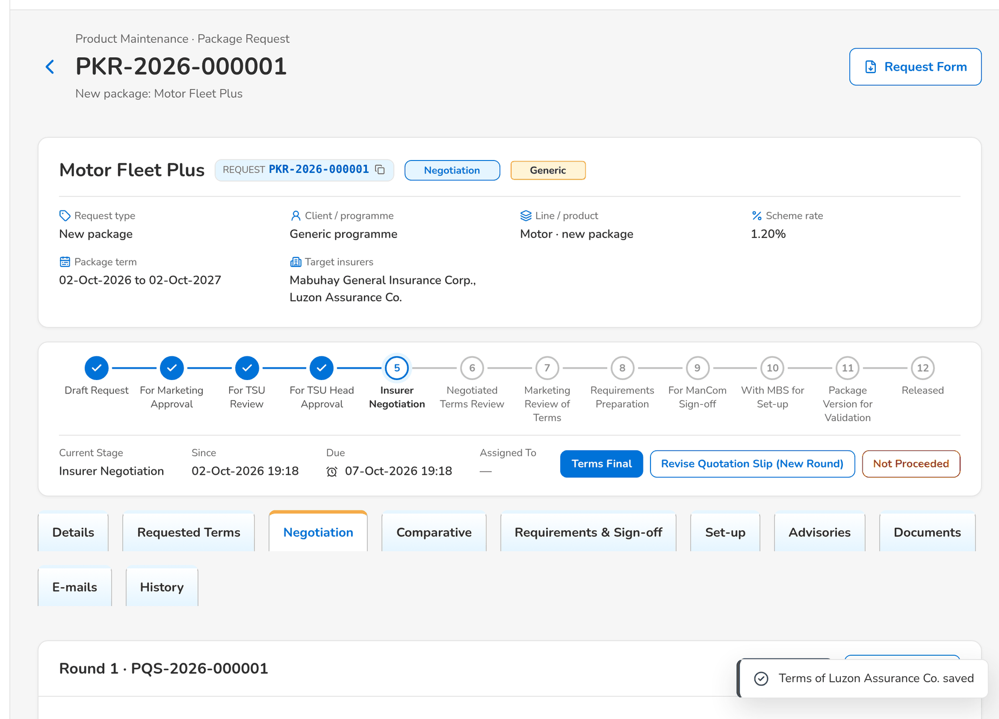 Product Maintenance · Package Request
PKR-2026-000001
New package: Motor Fleet Plus
Request Form
Motor Fleet Plus
REQUEST PKR-2026-000001
Negotiation
Generic
Request type
New package
Client / programme
Generic programme
Line / product
Motor · new package
Scheme rate
1.20%
Package term
02-Oct-2026 to 02-Oct-2027
Target insurers
Mabuhay General Insurance Corp.,
Luzon Assurance Co.
Draft Request
For Marketing
Approval
For TSU
Review
For TSU Head
Approval
5
Insurer
Negotiation
6
Negotiated
Terms Review
7
Marketing
Review of
Terms
8
Requirements
Preparation
9
For ManCom
Sign-off
10
With MBS for
Set-up
11
Package
Version for
Validation
12
Released
Current Stage
Insurer Negotiation
Since
02-Oct-2026 19:18
Due
07-Oct-2026 19:18
Assigned To
—
Terms Final
Revise Quotation Slip (New Round)
Not Proceeded
Details
Requested Terms
Negotiation
Comparative
Requirements & Sign-off
Set-up
Advisories
Documents
E-mails
History
Round 1 · PQS-2026-000001
Terms of Luzon Assurance Co. saved